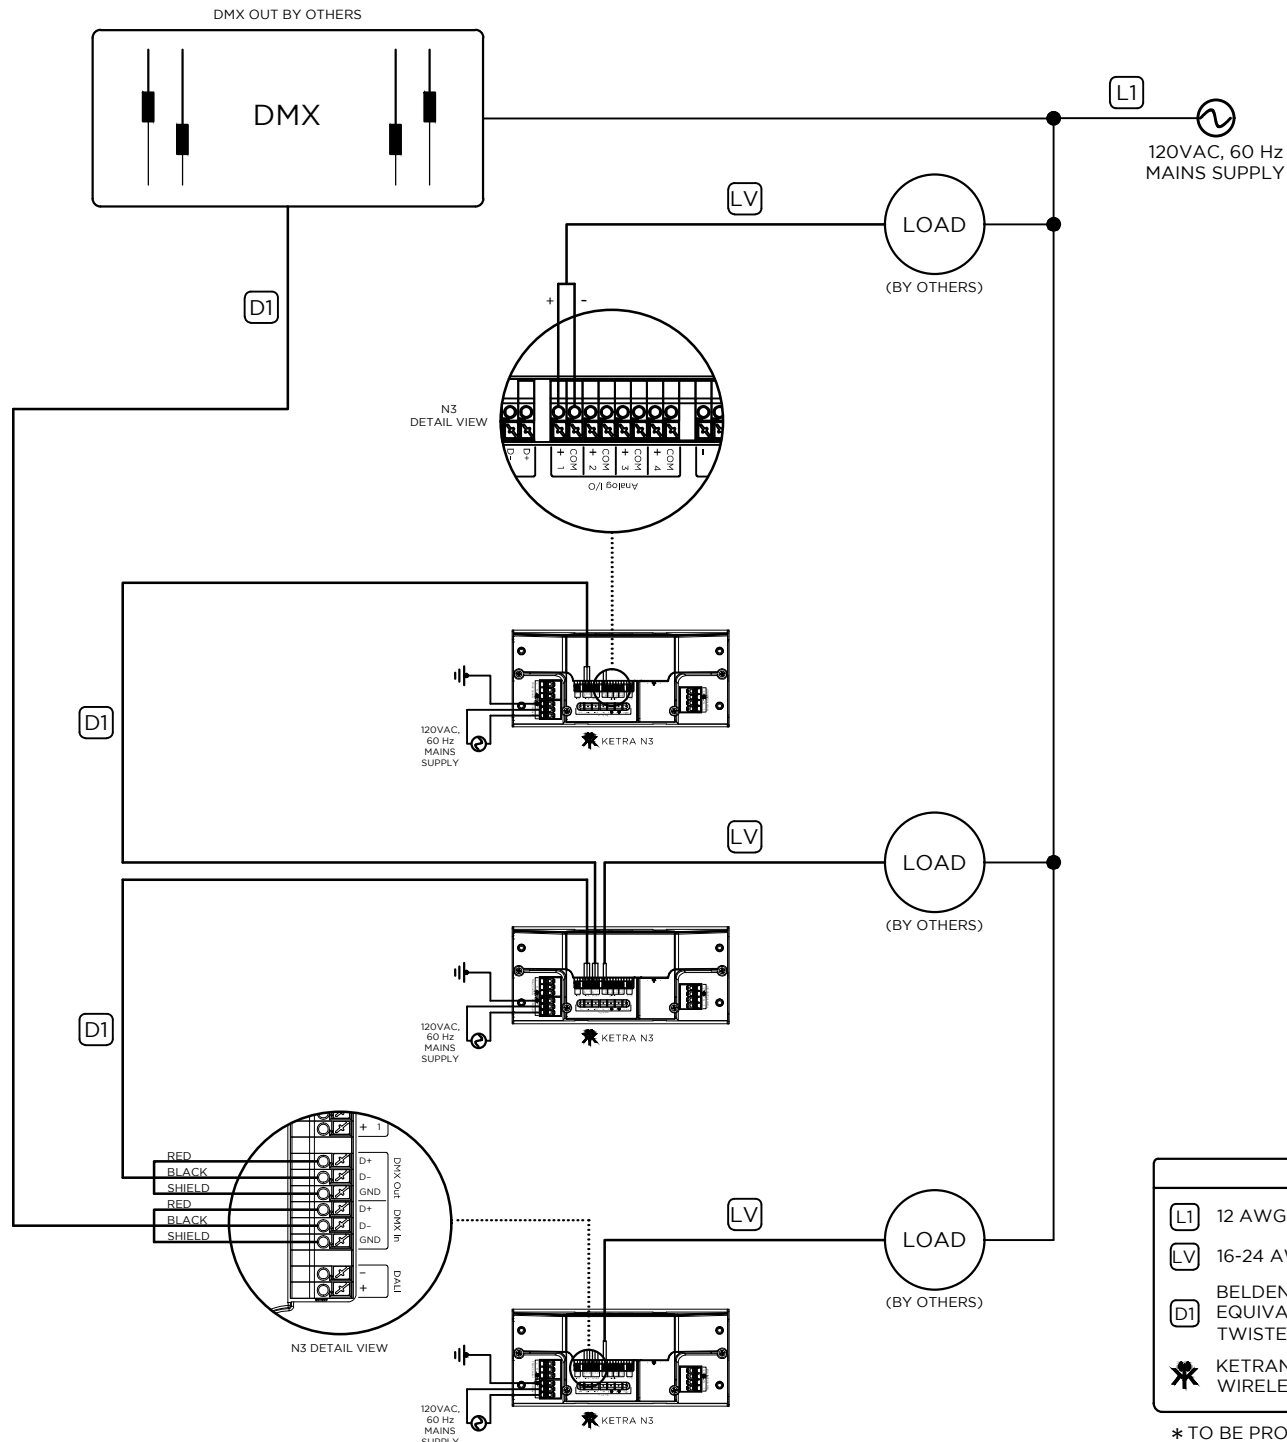 DMX OUT BY OTHERS
DMX
L1
120VAC, 60 Hz
MAINS SUPPLY
LV
LOAD
(BY OTHERS)
D1
+
-
N3
DETAIL VIEW
D-
D+
+ 1
COM
+ 2
COM
+ 3
COM
+ 4
COM
-
Analog I/O
D1
120VAC,
60 Hz
MAINS
SUPPLY
KETRA N3
LV
LOAD
(BY OTHERS)
D1
120VAC,
60 Hz
MAINS
SUPPLY
KETRA N3
+ 1
RED
BLACK
SHIELD
RED
BLACK
SHIELD
D+
D-
GND
D+
D-
GND
DMX Out
DMX In
-
+
DALI
N3 DETAIL VIEW
LV
LOAD
(BY OTHERS)
120VAC,
60 Hz
MAINS
SUPPLY
KETRA N3
L1 12 AWG
LV 16-24 A
BELDEN
D1 EQUIVA
TWISTE
KETRAN
WIRELE
* TO BE PRO